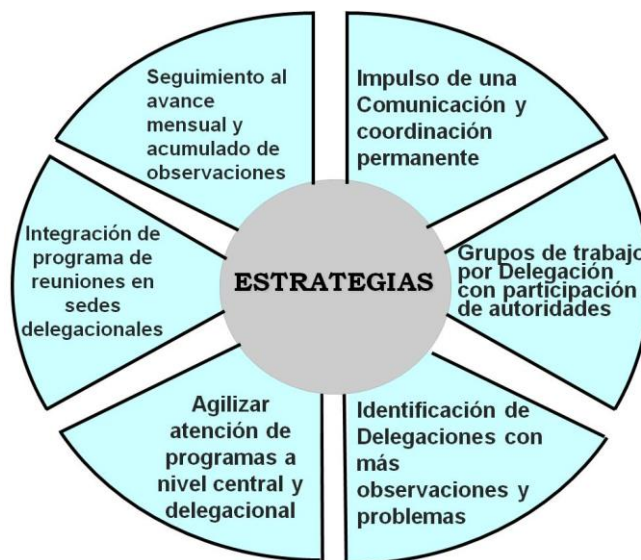 Seguimiento al
avance
mensual y
acumulado de
observaciones
Impulso de una
Comunicación y
coordinación
permanente
Integración de
programa de
reuniones en
sedes
delegacionales
ESTRATEGIAS
Grupos de trabajo
por Delegación
con participación
de autoridades
Agilizar
atención de
programas a
nivel central y
delegacional
Identificación de
Delegaciones con
más
observaciones y
problemas